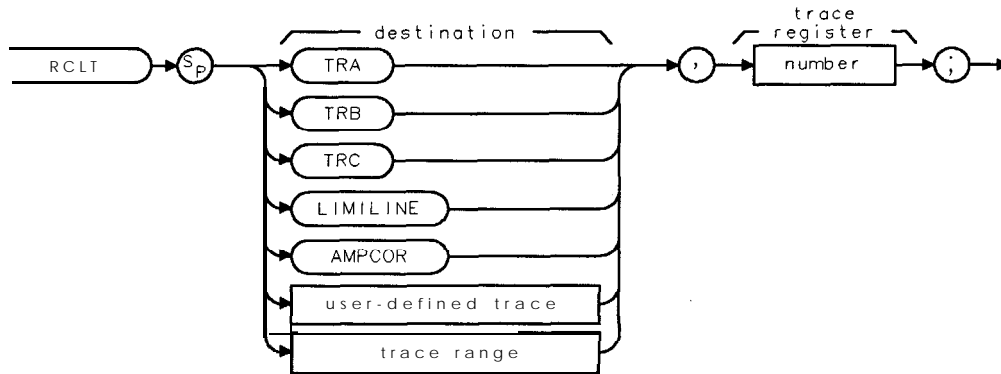 destination
trace
register
RCLT
SP
TRA
,
number
;
TRB
TRC
LIMILINE
AMPCOR
user-defined trace
trace range